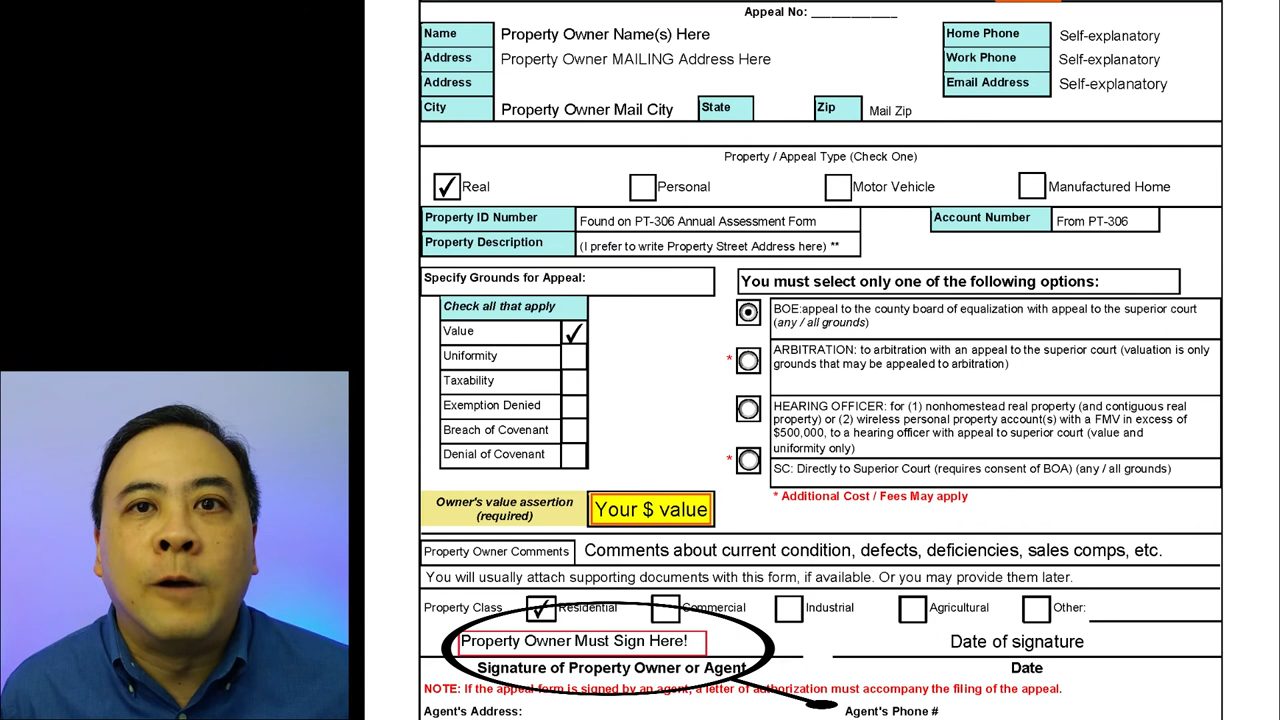 Appeal No: _____________
Name Property Owner Name(s) Here Home Phone Self-explanatory
Address Property Owner MAILING Address Here Work Phone Self-explanatory
Address Email Address Self-explanatory
City Property Owner Mail City State Zip Mail Zip
Property / Appeal Type (Check One)
Real Personal Motor Vehicle Manufactured Home
Property ID Number Found on PT-306 Annual Assessment Form Account Number From PT-306
Property Description (I prefer to write Property Street Address here) **
Specify Grounds for Appeal:
Check all that apply
Value
Uniformity
Taxability
Exemption Denied
Breach of Covenant
Denial of Covenant
Owner's value assertion
(required)
Your $ value
You must select only one of the following options:
BOE:appeal to the county board of equalization with appeal to the superior court
(any / all grounds)
* ARBITRATION: to arbitration with an appeal to the superior court (valuation is only
grounds that may be appealed to arbitration)
HEARING OFFICER: for (1) nonhomestead real property (and contiguous real
property) or (2) wireless personal property account(s) with a FMV in excess of
$500,000, to a hearing officer with appeal to superior court (value and
uniformity only)
* SC: Directly to Superior Court (requires consent of BOA) (any / all grounds)
* Additional Cost / Fees May apply
Property Owner Comments Comments about current condition, defects, deficiencies, sales comps, etc.
You will usually attach supporting documents with this form, if available. Or you may provide them later.
Property Class Residential Commercial Industrial Agricultural Other:
Property Owner Must Sign Here! Date of signature
Signature of Property Owner or Agent Date
NOTE: If the appeal form is signed by an agent, a letter of authorization must accompany the filing of the appeal.
Agent's Address: Agent's Phone #